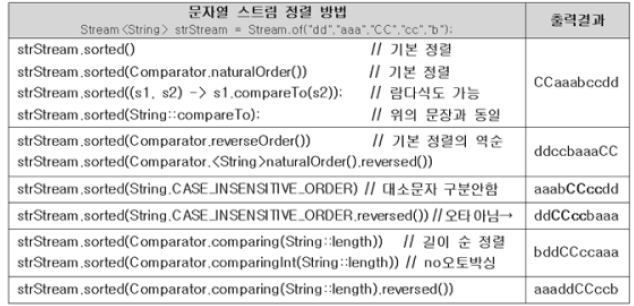 문자열 스트림 정렬 방법
Stream<String> strStream = Stream.of("dd","aaa","CC","cc","b");
출력결과
strStream.sorted() // 기본 정렬
strStream.sorted(Comparator.naturalOrder()) // 기본 정렬
strStream.sorted((s1, s2) -> s1.compareTo(s2)); // 람다식도 가능
strStream.sorted(String::compareTo); // 위의 문장과 동일
CCaaabccdd
strStream.sorted(Comparator.reverseOrder()) // 기본 정렬의 역순
strStream.sorted(Comparator.<String>naturalOrder().reversed())
ddccbaaaCC
strStream.sorted(String.CASE_INSENSITIVE_ORDER) // 대소문자 구분안함
aaabCCccdd
strStream.sorted(String.CASE_INSENSITIVE_ORDER.reversed()) // 오타 아님→
ddCCccbaaa
strStream.sorted(Comparator.comparing(String::length)) // 길이 순 정렬
strStream.sorted(Comparator.comparingInt(String::length)) // no오토박싱
bddCCccaaa
strStream.sorted(Comparator.comparing(String::length).reversed())
aaaddCCccb